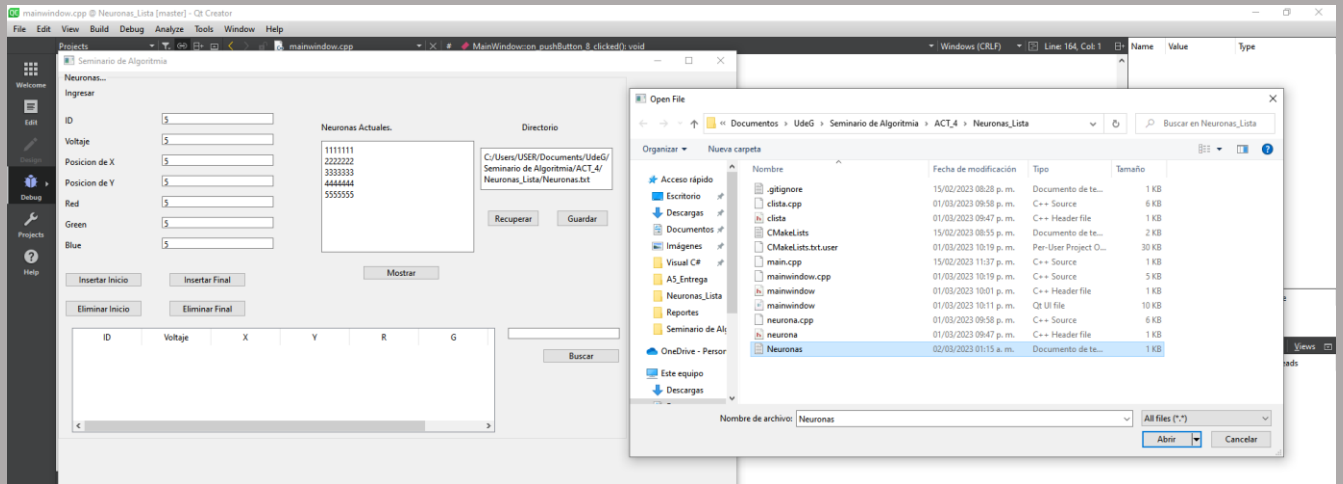 mainwindow.cpp @ Neuronas_Lista [master] - Qt Creator
File Edit View Build Debug Analyze Tools Window Help
Projects mainwindow.cpp # MainWindow::on_pushButton_8_clicked(): void Windows (CRLF) Line: 164, Col: 1 Name Value Type
Welcome
Edit
Design
Debug
Projects
Help
Seminario de Algoritmia
Neuronas...
Ingresar
ID 5
Voltaje 5
Posicion de X 5
Posicion de Y 5
Red 5
Green 5
Blue 5
Insertar Inicio Insertar Final
Eliminar Inicio Eliminar Final
Neuronas Actuales.
1111111
2222222
3333333
4444444
5555555
Mostrar
Directorio
C:/Users/USER/Documents/UdeG/
Seminario de Algoritmia/ACT_4/
Neuronas_Lista/Neuronas.txt
Recuperar Guardar
ID Voltaje X Y R G
Buscar
Open File
« Documentos › UdeG › Seminario de Algoritmia › ACT_4 › Neuronas_Lista Buscar en Neuronas_Lista
Organizar Nueva carpeta
Acceso rápido
Escritorio
Descargas
Documentos
Imágenes
Visual C#
A5_Entrega
Neuronas_Lista
Reportes
Seminario de Alg
OneDrive - Person
Este equipo
Descargas
Nombre Fecha de modificación Tipo Tamaño
.gitignore 15/02/2023 08:28 p. m. Documento de te... 1 KB
clista.cpp 01/03/2023 09:58 p. m. C++ Source 6 KB
clista 01/03/2023 09:47 p. m. C++ Header file 1 KB
CMakeLists 15/02/2023 08:55 p. m. Documento de te... 2 KB
CMakeLists.txt.user 01/03/2023 10:19 p. m. Per-User Project O... 30 KB
main.cpp 15/02/2023 11:37 p. m. C++ Source 1 KB
mainwindow.cpp 01/03/2023 10:19 p. m. C++ Source 5 KB
mainwindow 01/03/2023 10:01 p. m. C++ Header file 1 KB
mainwindow 01/03/2023 10:11 p. m. Qt UI file 10 KB
neurona.cpp 01/03/2023 09:58 p. m. C++ Source 6 KB
neurona 01/03/2023 09:47 p. m. C++ Header file 1 KB
Neuronas 02/03/2023 01:15 a. m. Documento de te... 1 KB
Nombre de archivo: Neuronas All files (*.*)
Abrir Cancelar
Views
eads